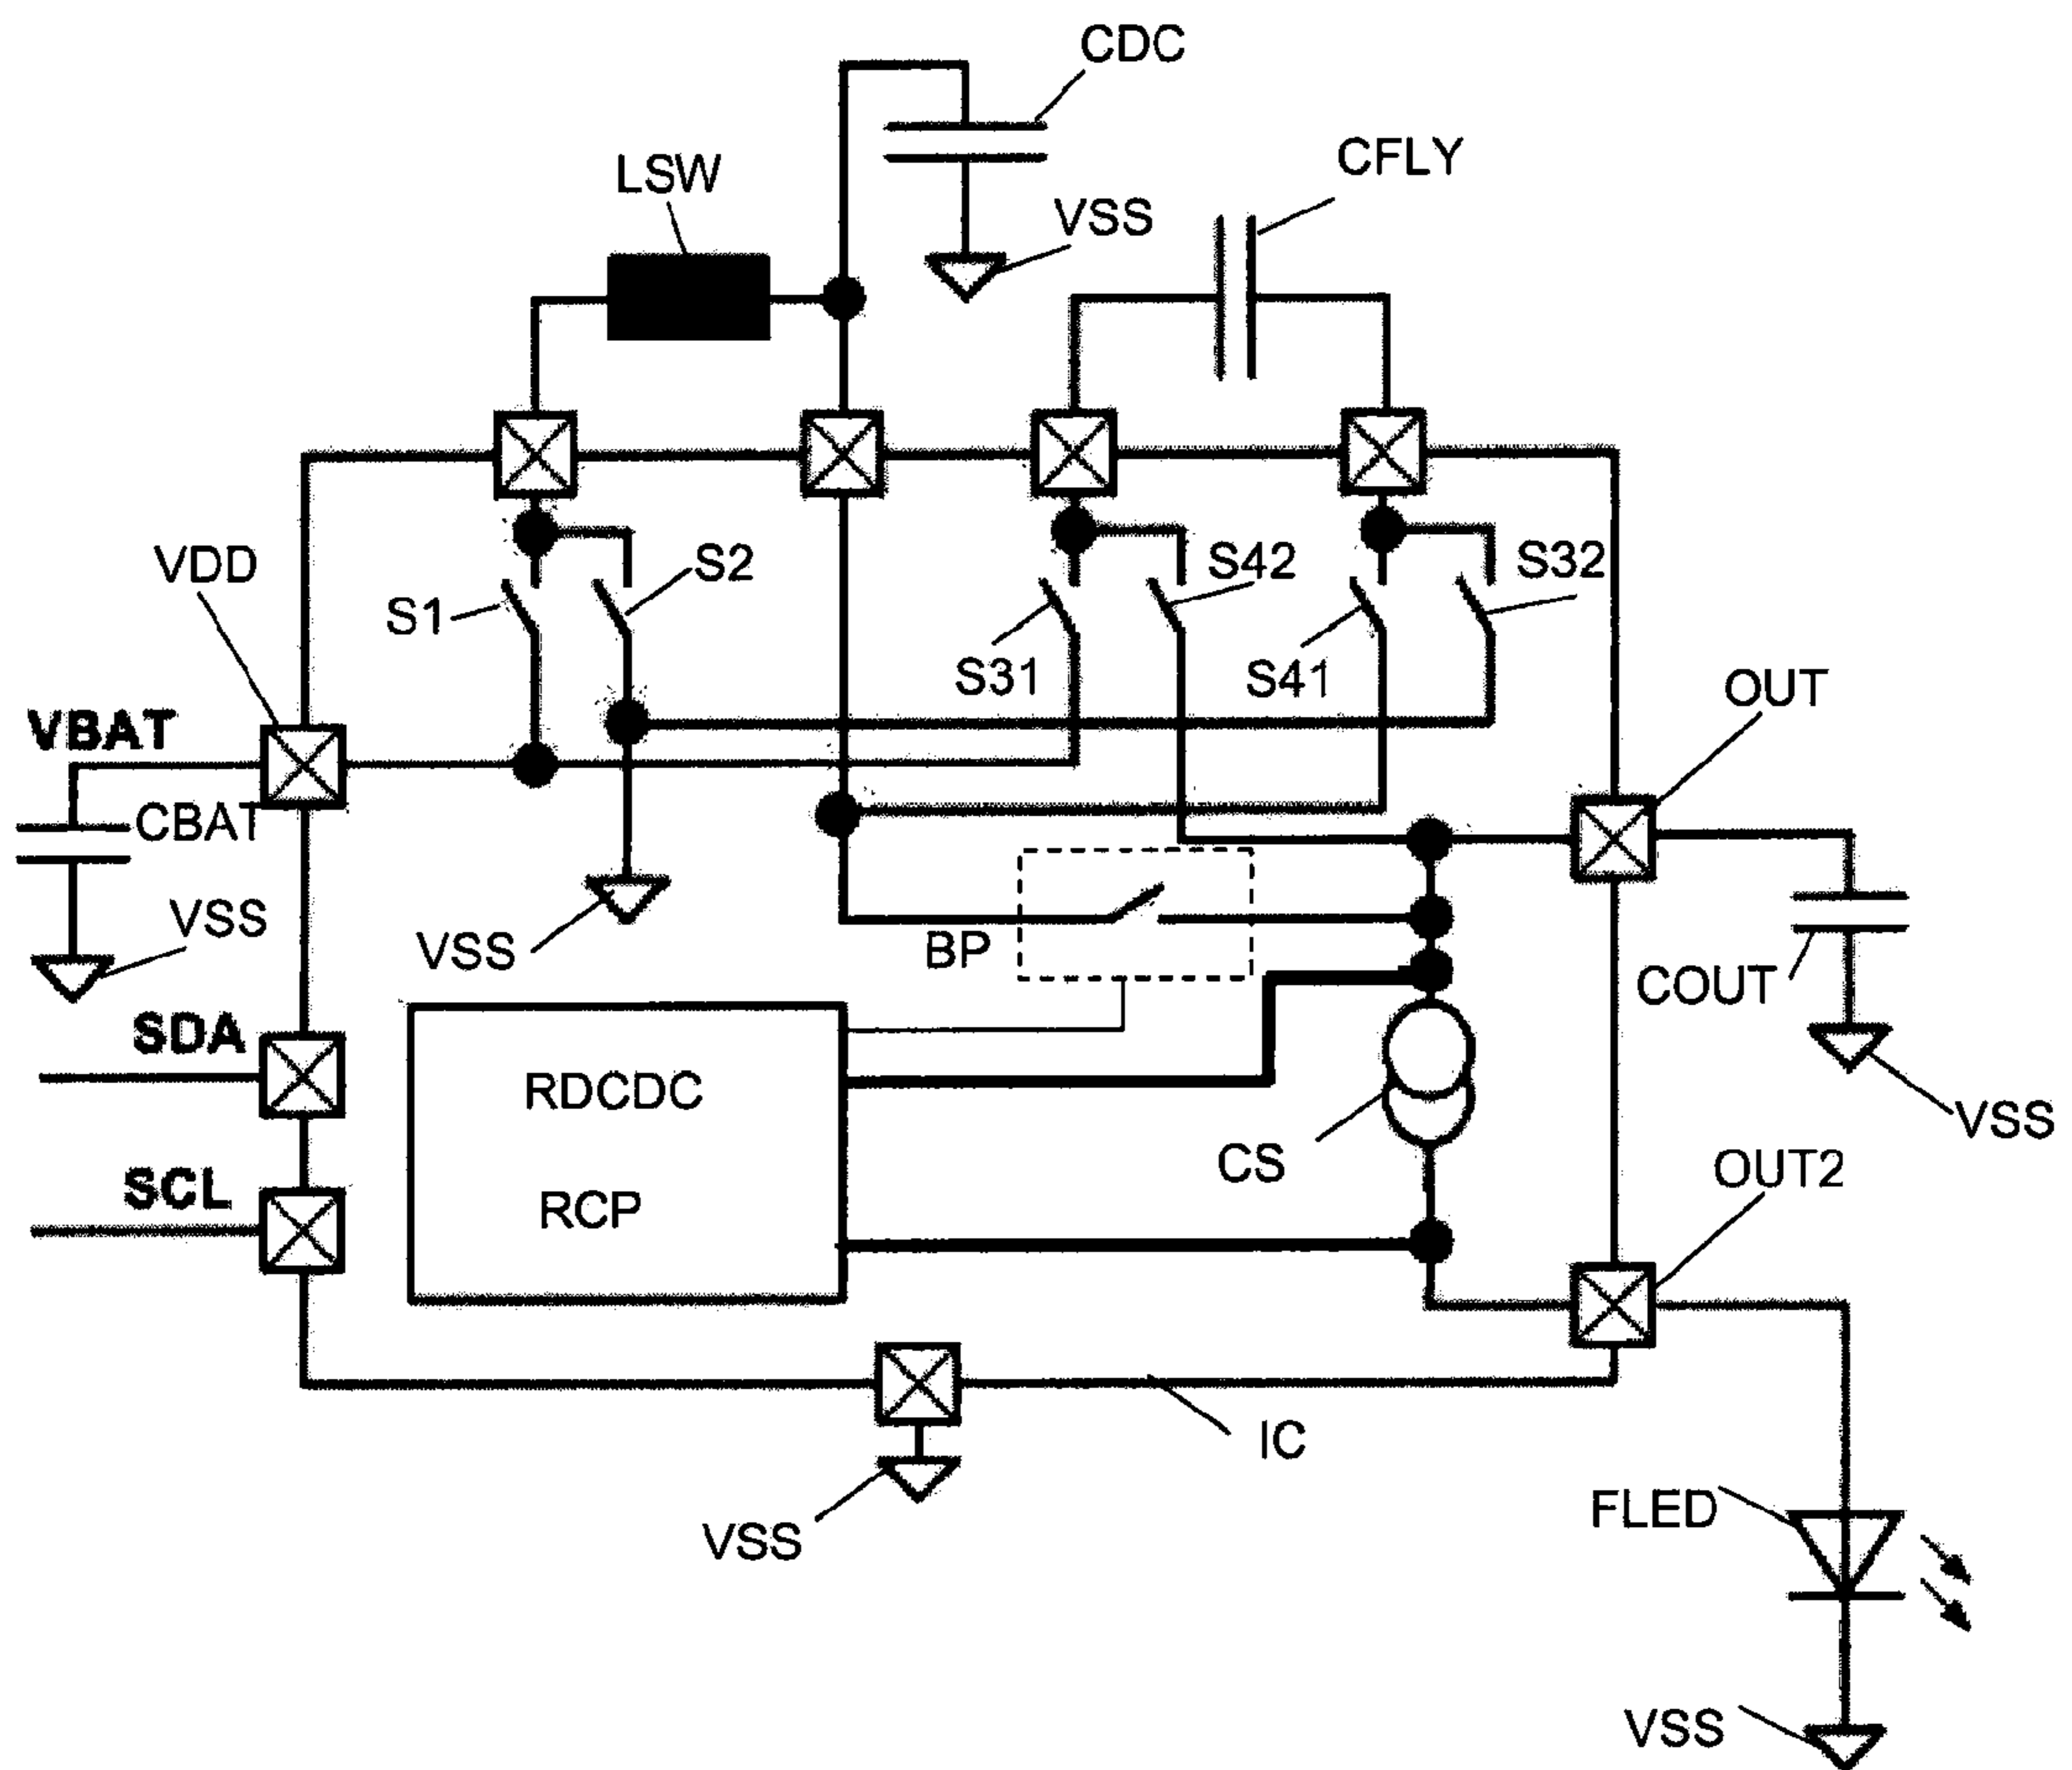 CDC
CFLY
LSW
VSS
VDD
S1
S2
S42
S32
S31
S41
OUT
VBAT
CBAT
VSS
VSS
BP
COUT
SDA
RDCDC
VSS
CS
OUT2
SCL
RCP
IC
VSS
FLED
VSS